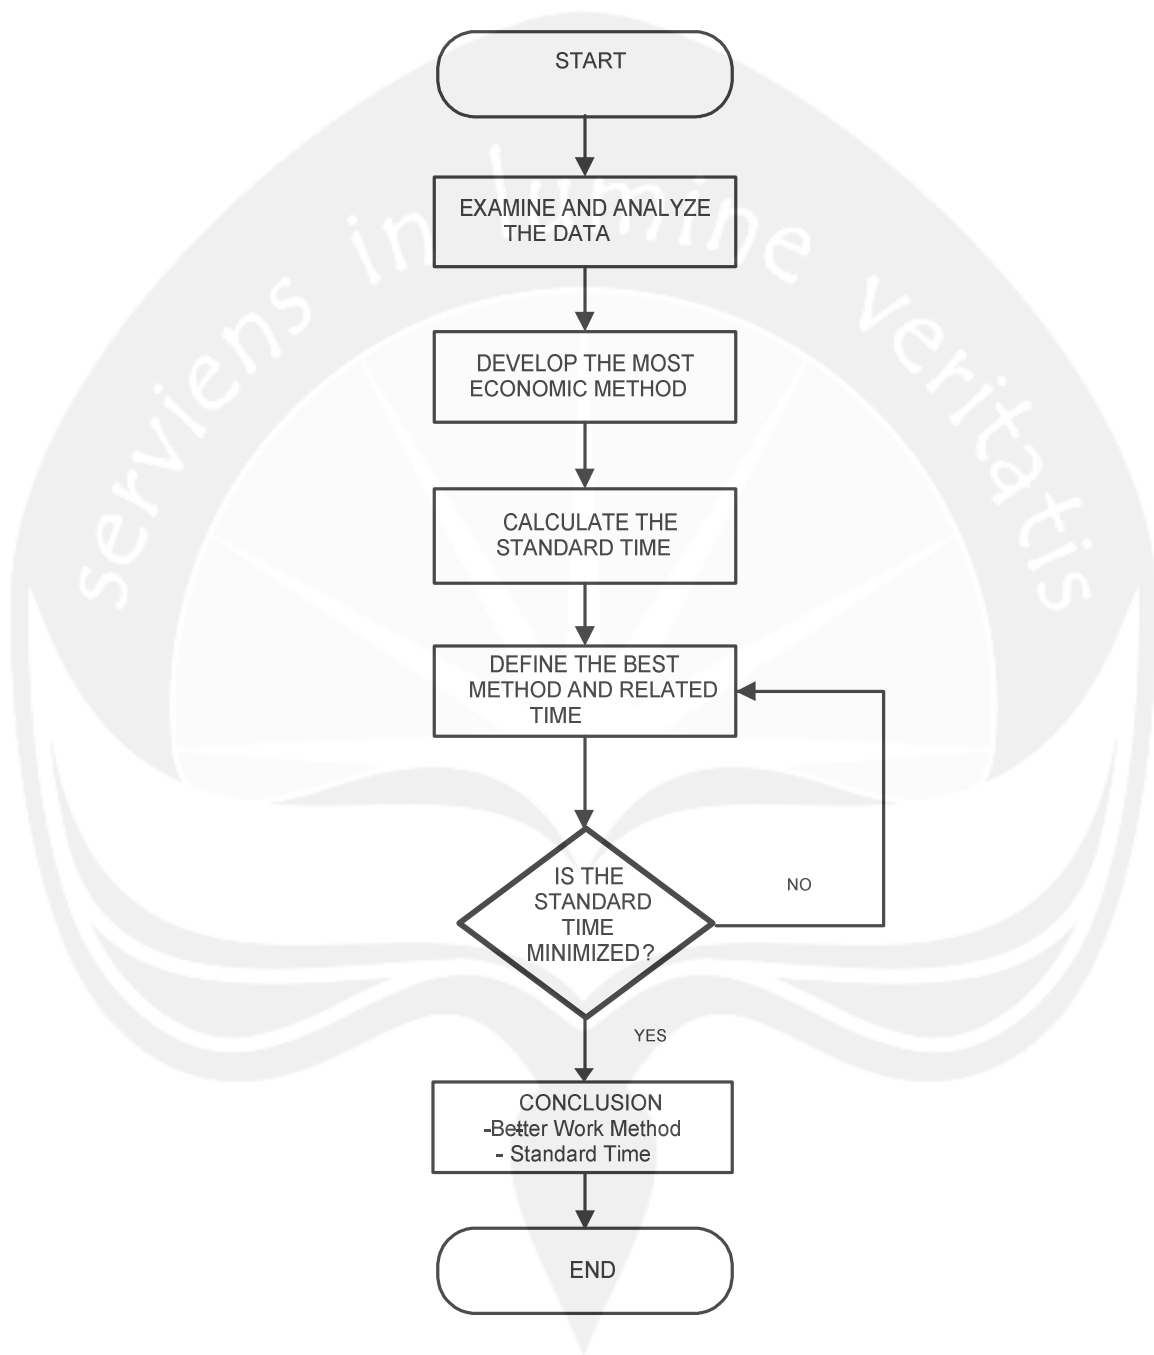 START
serviens in lumine veritatis
EXAMINE AND ANALYZE
THE DATA
DEVELOP THE MOST
ECONOMIC METHOD
CALCULATE THE
STANDARD TIME
DEFINE THE BEST
METHOD AND RELATED
TIME
IS THE
STANDARD
TIME
MINIMIZED?
NO
YES
CONCLUSION
-Better Work Method
- Standard Time
END